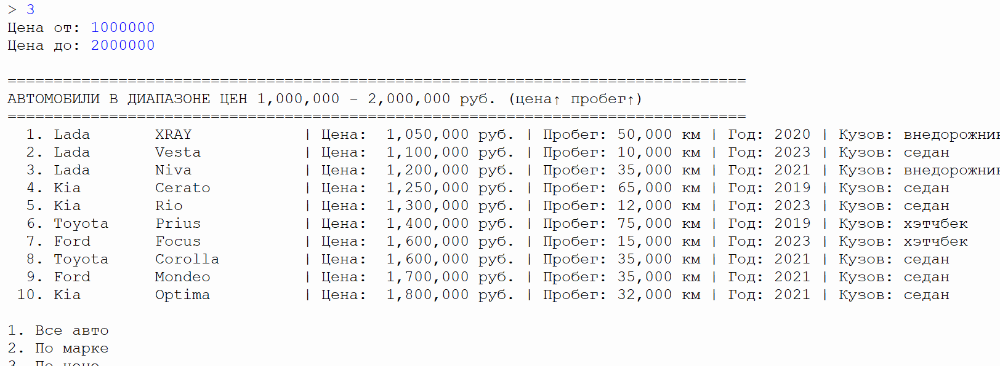 > 3
Цена от: 1000000
Цена до: 2000000
================================================================================
АВТОМОБИЛИ В ДИАПАЗОНЕ ЦЕН 1,000,000 - 2,000,000 руб. (цена↑ пробег↑)
================================================================================
1. Lada XRAY | Цена: 1,050,000 руб. | Пробег: 50,000 км | Год: 2020 | Кузов: внедорожник
2. Lada Vesta | Цена: 1,100,000 руб. | Пробег: 10,000 км | Год: 2023 | Кузов: седан
3. Lada Niva | Цена: 1,200,000 руб. | Пробег: 35,000 км | Год: 2021 | Кузов: внедорожник
4. Kia Cerato | Цена: 1,250,000 руб. | Пробег: 65,000 км | Год: 2019 | Кузов: седан
5. Kia Rio | Цена: 1,300,000 руб. | Пробег: 12,000 км | Год: 2023 | Кузов: седан
6. Toyota Prius | Цена: 1,400,000 руб. | Пробег: 75,000 км | Год: 2019 | Кузов: хэтчбек
7. Ford Focus | Цена: 1,600,000 руб. | Пробег: 15,000 км | Год: 2023 | Кузов: хэтчбек
8. Toyota Corolla | Цена: 1,600,000 руб. | Пробег: 35,000 км | Год: 2021 | Кузов: седан
9. Ford Mondeo | Цена: 1,700,000 руб. | Пробег: 35,000 км | Год: 2021 | Кузов: седан
10. Kia Optima | Цена: 1,800,000 руб. | Пробег: 32,000 км | Год: 2021 | Кузов: седан
1. Все авто
2. По марке
3. По цене